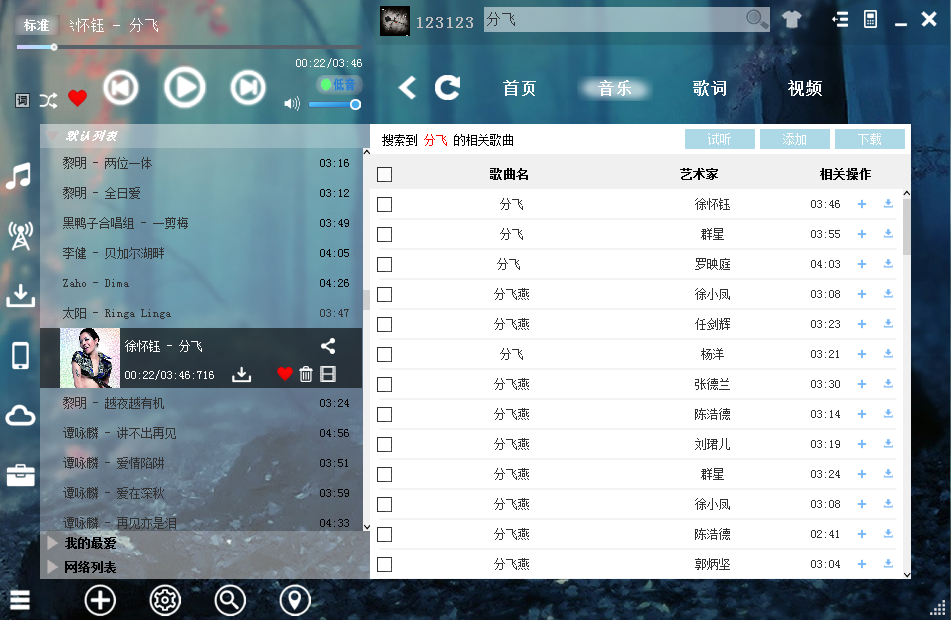 标准 徐怀钰 - 分飞
00:22/03:46
词
低音
123123 分飞
首页 音乐 歌词 视频
默认列表
黎明 - 两位一体 03:16
黎明 - 全日爱 03:12
黑鸭子合唱组 - 一剪梅 03:49
李健 - 贝加尔湖畔 04:05
Zaho - Dima 04:26
太阳 - Ringa Linga 03:47
徐怀钰 - 分飞
00:22/03:46:716
黎明 - 越夜越有机 03:24
谭咏麟 - 讲不出再见 04:56
谭咏麟 - 爱情陷阱 03:51
谭咏麟 - 爱在深秋 03:59
谭咏麟 - 再见亦是泪 04:33
我的最爱
网络列表
搜索到 分飞 的相关歌曲 试听 添加 下载
歌曲名 艺术家 相关操作
分飞 徐怀钰 03:46
分飞 群星 03:55
分飞 罗映庭 04:03
分飞燕 徐小凤 03:08
分飞燕 任剑辉 03:23
分飞 杨洋 03:21
分飞燕 张德兰 03:30
分飞燕 陈浩德 03:14
分飞燕 刘珺儿 03:19
分飞燕 群星 03:24
分飞燕 徐小凤 03:08
分飞燕 陈浩德 02:41
分飞燕 郭炳坚 03:04